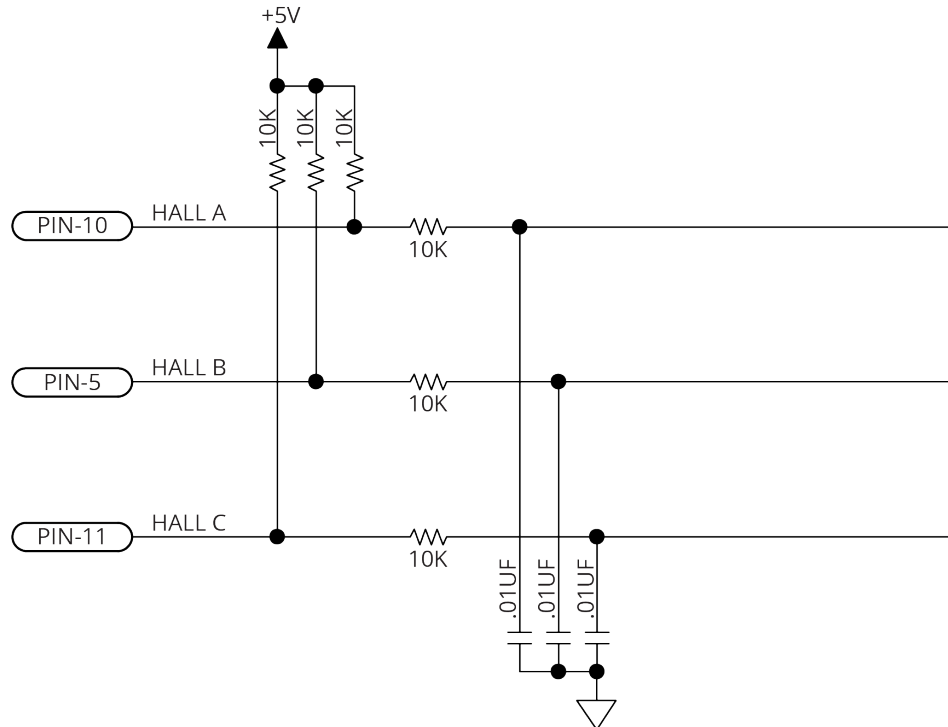 +5V
10K
10K
10K
PIN-10
HALL A
10K
PIN-5
HALL B
10K
PIN-11
HALL C
10K
.01UF
.01UF
.01UF